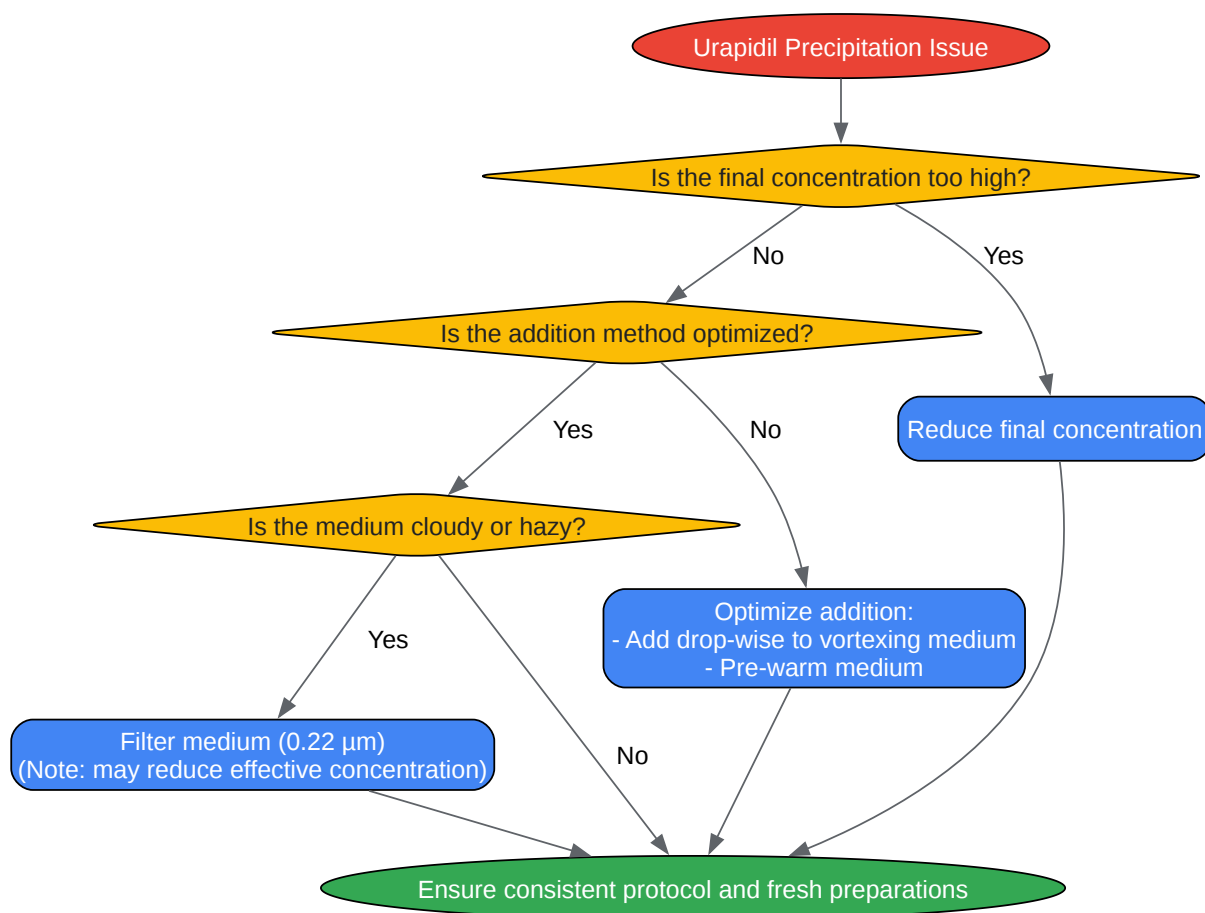 Urapidil Precipitation Issue
Is the final concentration too high?
No
Yes
Is the addition method optimized?
Yes
No
Reduce final concentration
Is the medium cloudy or hazy?
Yes
No
Optimize addition:
- Add drop-wise to vortexing medium
- Pre-warm medium
Filter medium (0.22 µm)
(Note: may reduce effective concentration)
Ensure consistent protocol and fresh preparations